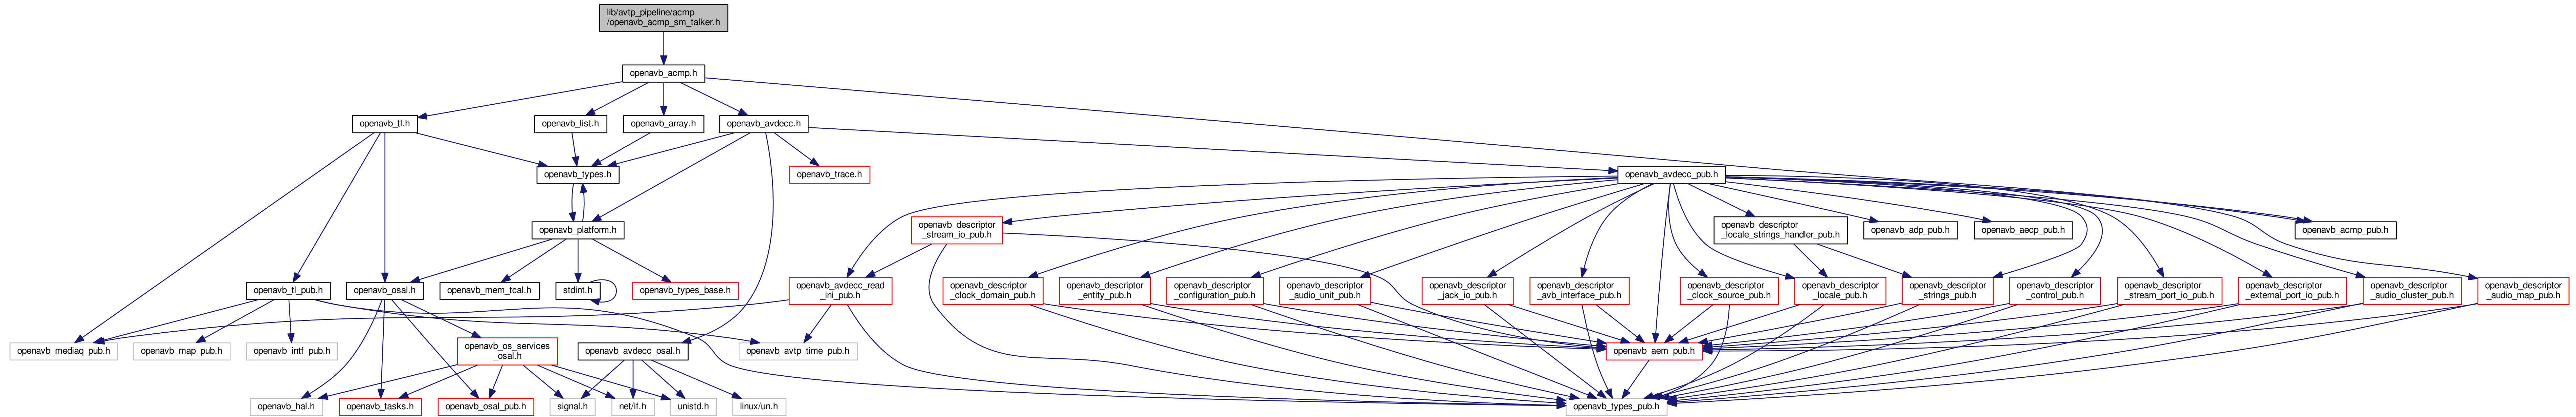 lib/avtp_pipeline/acmp
/openavb_acmp_sm_talker.h
openavb_acmp.h
openavb_tl.h
openavb_list.h
openavb_array.h
openavb_avdecc.h
openavb_types.h
openavb_trace.h
openavb_avdecc_pub.h
openavb_platform.h
openavb_descriptor
_stream_io_pub.h
openavb_descriptor
_locale_strings_handler_pub.h
openavb_adp_pub.h
openavb_aecp_pub.h
openavb_acmp_pub.h
openavb_tl_pub.h
openavb_osal.h
openavb_mem_tcal.h
stdint.h
openavb_types_base.h
openavb_avdecc_read
_ini_pub.h
openavb_descriptor
_clock_domain_pub.h
openavb_descriptor
_entity_pub.h
openavb_descriptor
_configuration_pub.h
openavb_descriptor
_audio_unit_pub.h
openavb_descriptor
_jack_io_pub.h
openavb_descriptor
_avb_interface_pub.h
openavb_descriptor
_clock_source_pub.h
openavb_descriptor
_locale_pub.h
openavb_descriptor
_strings_pub.h
openavb_descriptor
_control_pub.h
openavb_descriptor
_stream_port_io_pub.h
openavb_descriptor
_external_port_io_pub.h
openavb_descriptor
_audio_cluster_pub.h
openavb_descriptor
_audio_map_pub.h
openavb_mediaq_pub.h
openavb_map_pub.h
openavb_intf_pub.h
openavb_os_services
_osal.h
openavb_avdecc_osal.h
openavb_avtp_time_pub.h
openavb_aem_pub.h
openavb_hal.h
openavb_tasks.h
openavb_osal_pub.h
signal.h
net/if.h
unistd.h
linux/un.h
openavb_types_pub.h